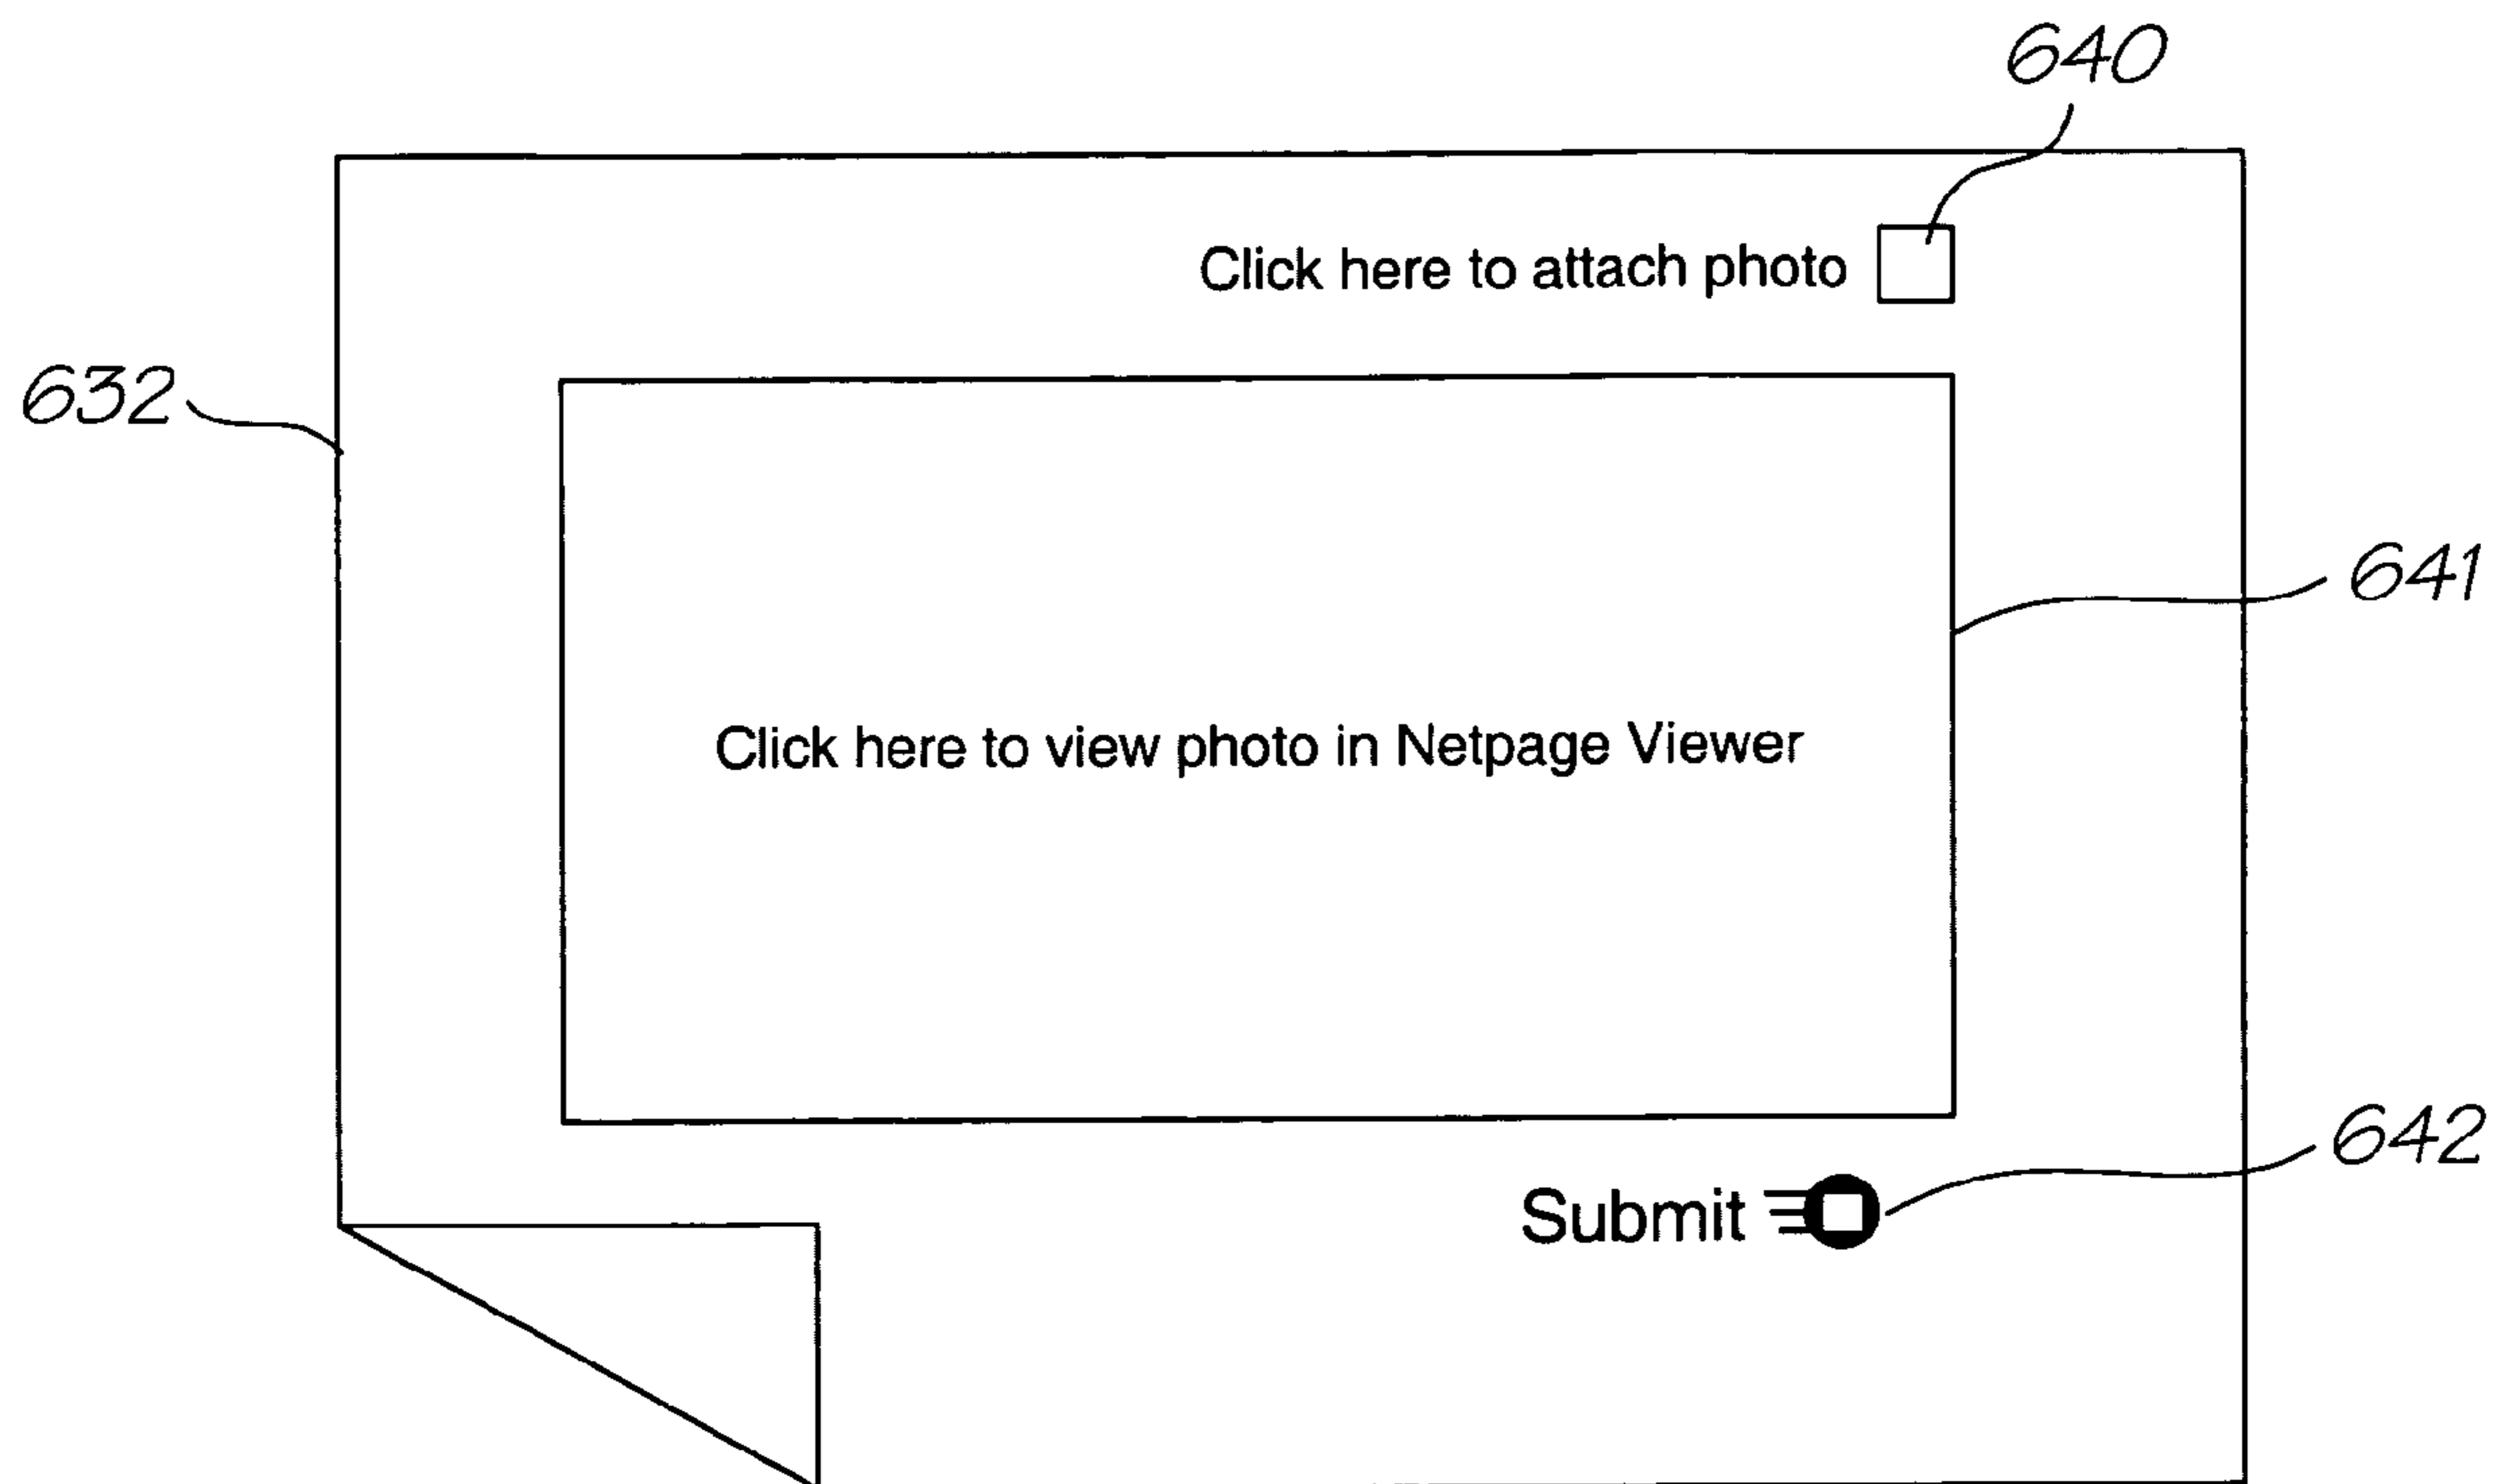 640
Click here to attach photo
632
641
Click here to view photo in Netpage Viewer
642
Submit